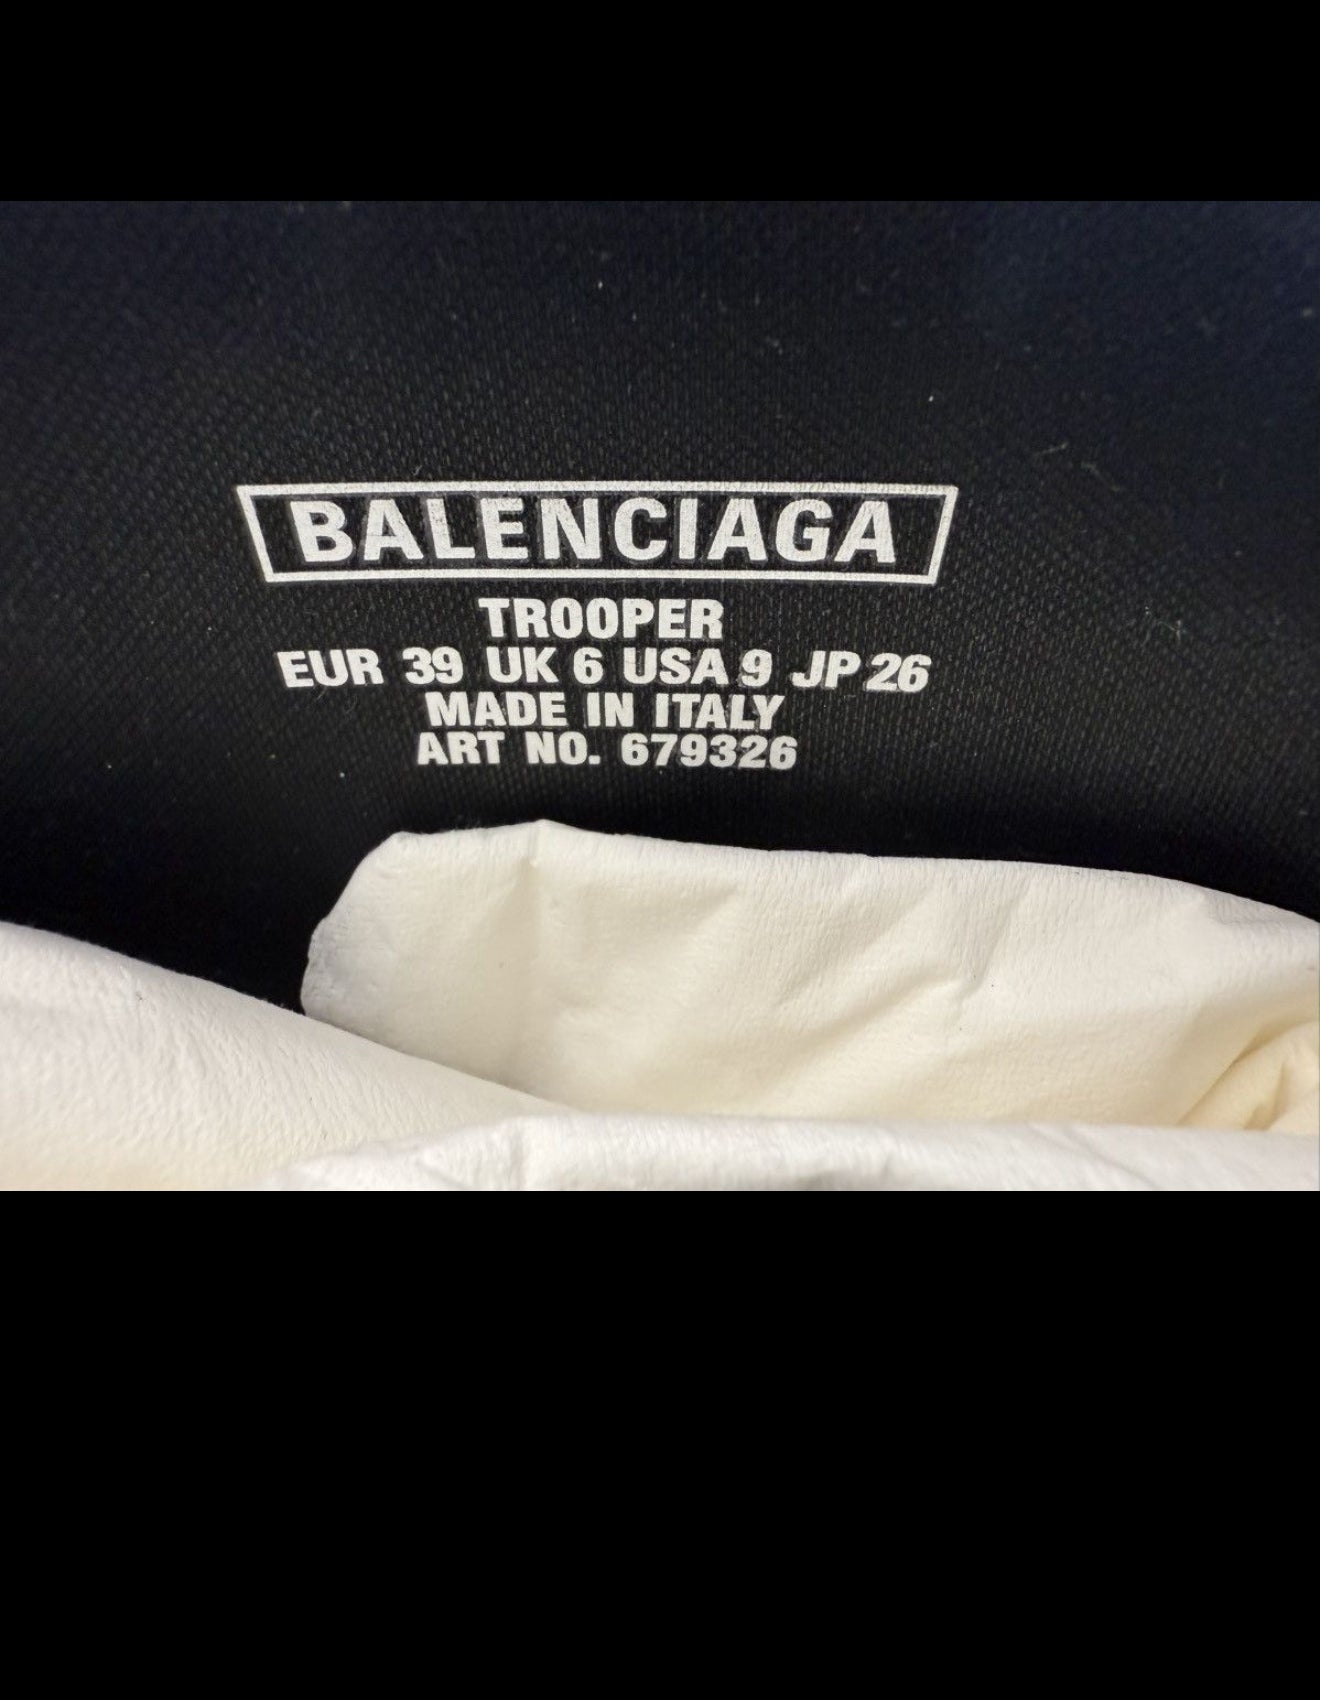 BALENCIAGA
TROOPER
EUR 39 UK 6 USA 9 JP 26
MADE IN ITALY
ART NO. 679326